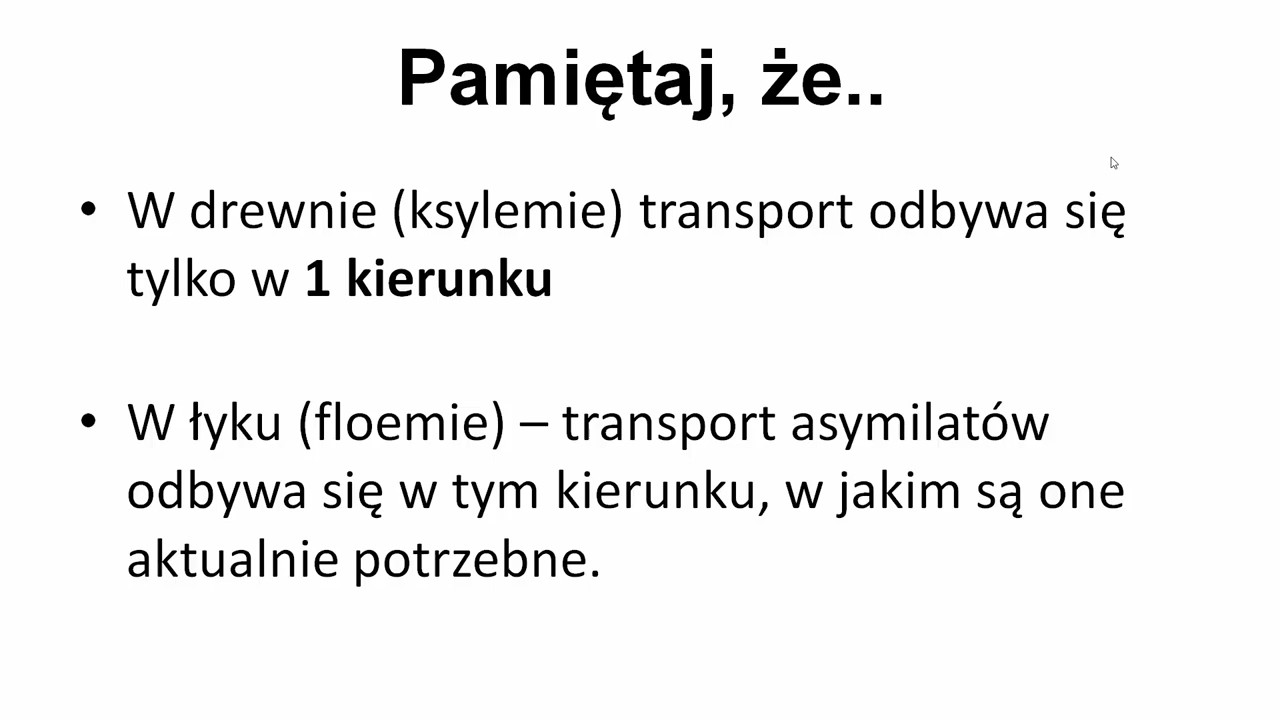 Pamiętaj, że..
• W drewnie (ksylemie) transport odbywa się
tylko w 1 kierunku
• W łyku (floemie) – transport asymilatów
odbywa się w tym kierunku, w jakim są one
aktualnie potrzebne.